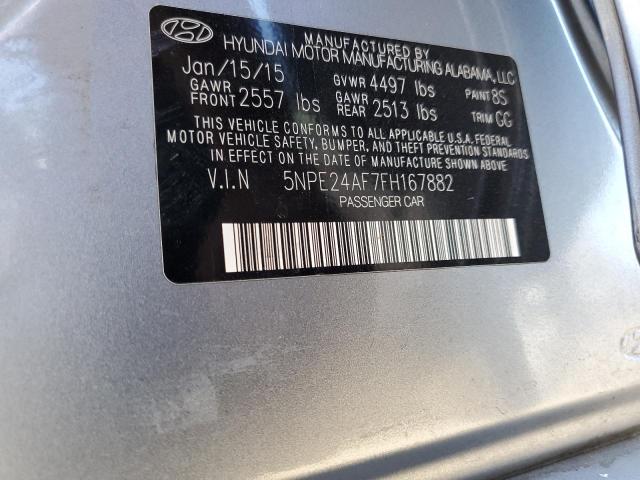 MANUFACTURED BY
HYUNDAI MOTOR MANUFACTURING ALABAMA, LLC
Jan/15/15 GVWR 4497 lbs PAINT 8S
GAWR FRONT 2557 lbs GAWR REAR 2513 lbs TRIM GG
THIS VEHICLE CONFORMS TO ALL APPLICABLE U.S.A. FEDERAL
MOTOR VEHICLE SAFETY, BUMPER, AND THEFT PREVENTION STANDARDS
IN EFFECT ON THE DATE OF MANUFACTURE SHOWN ABOVE
V.I.N 5NPE24AF7FH167882
PASSENGER CAR